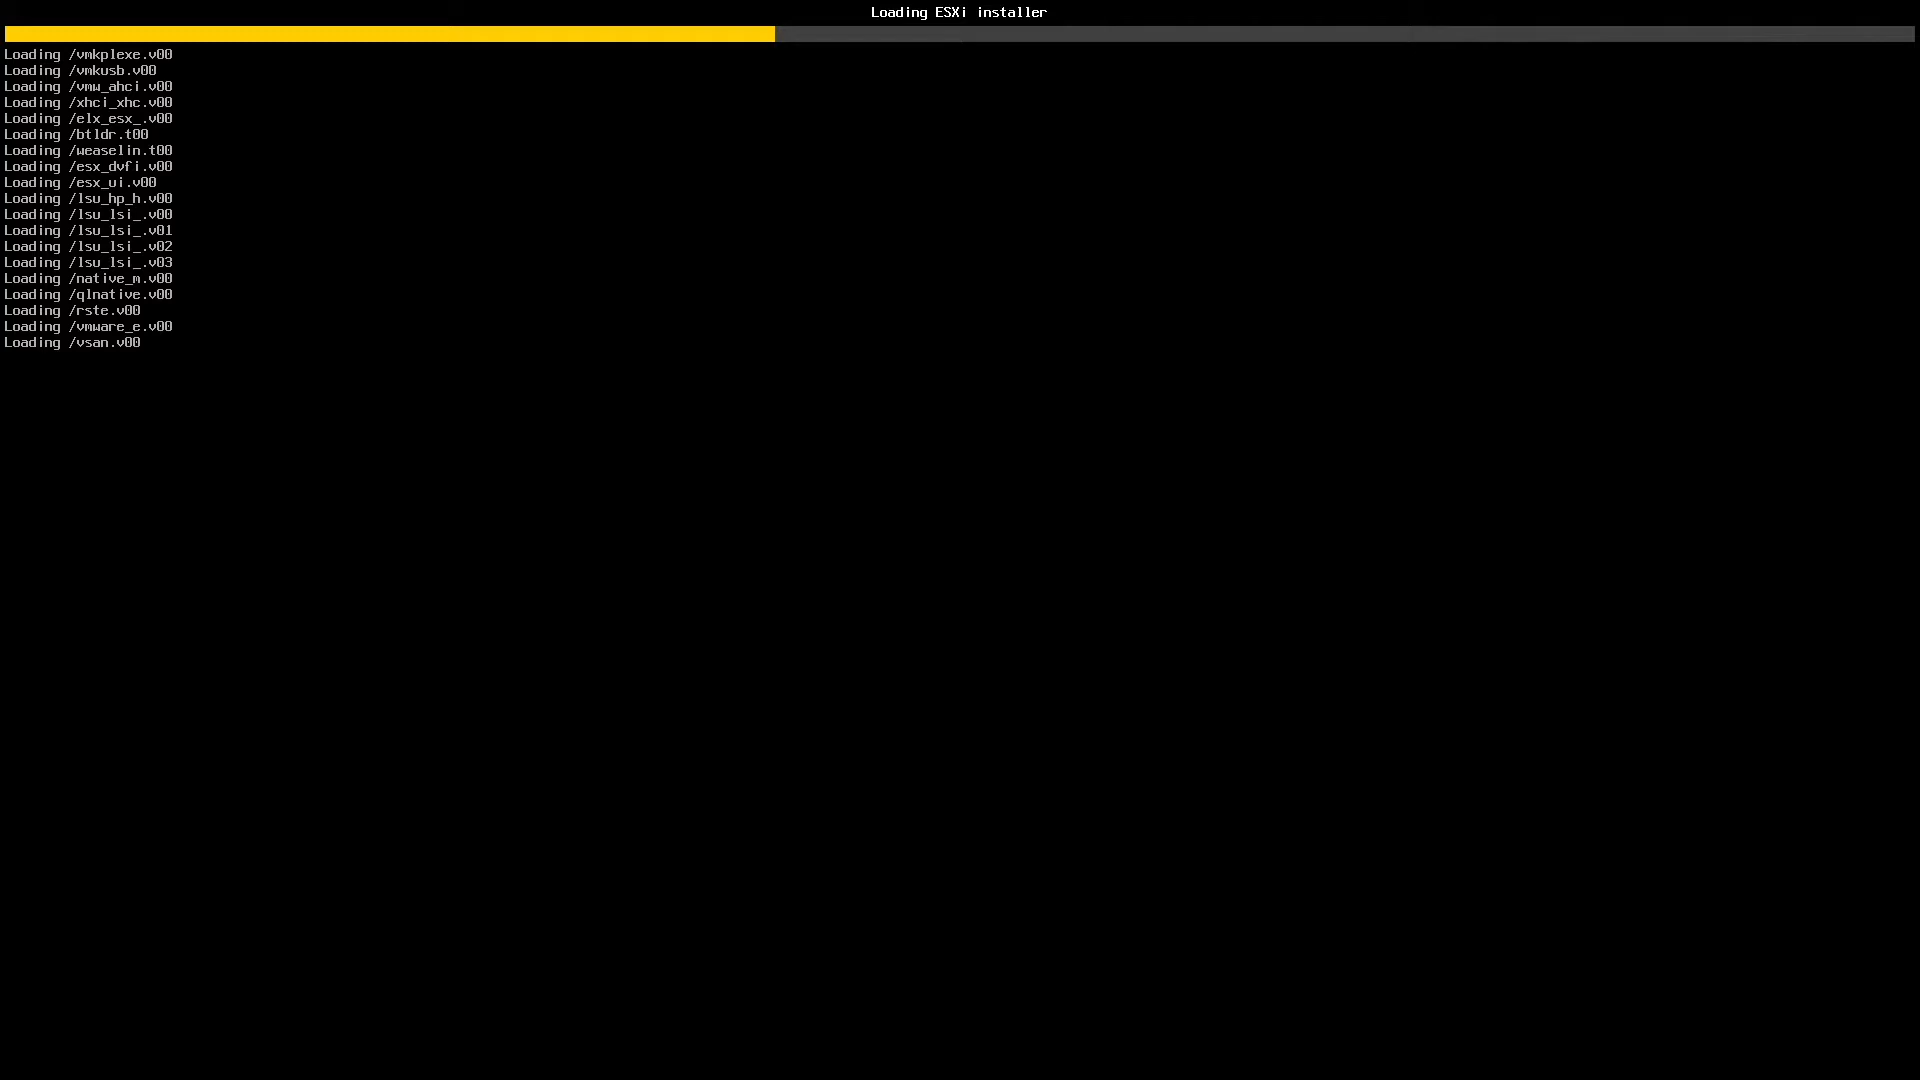 Loading ESXi installer
Loading /vmkplexe.v00
Loading /vmkusb.v00
Loading /vmw_ahci.v00
Loading /xhci_xhc.v00
Loading /elx_esx_.v00
Loading /btldr.t00
Loading /weaselin.t00
Loading /esx_dvfi.v00
Loading /esx_ui.v00
Loading /lsu_hp_h.v00
Loading /lsu_lsi_.v00
Loading /lsu_lsi_.v01
Loading /lsu_lsi_.v02
Loading /lsu_lsi_.v03
Loading /native_m.v00
Loading /qlnative.v00
Loading /rste.v00
Loading /vmware_e.v00
Loading /vsan.v00